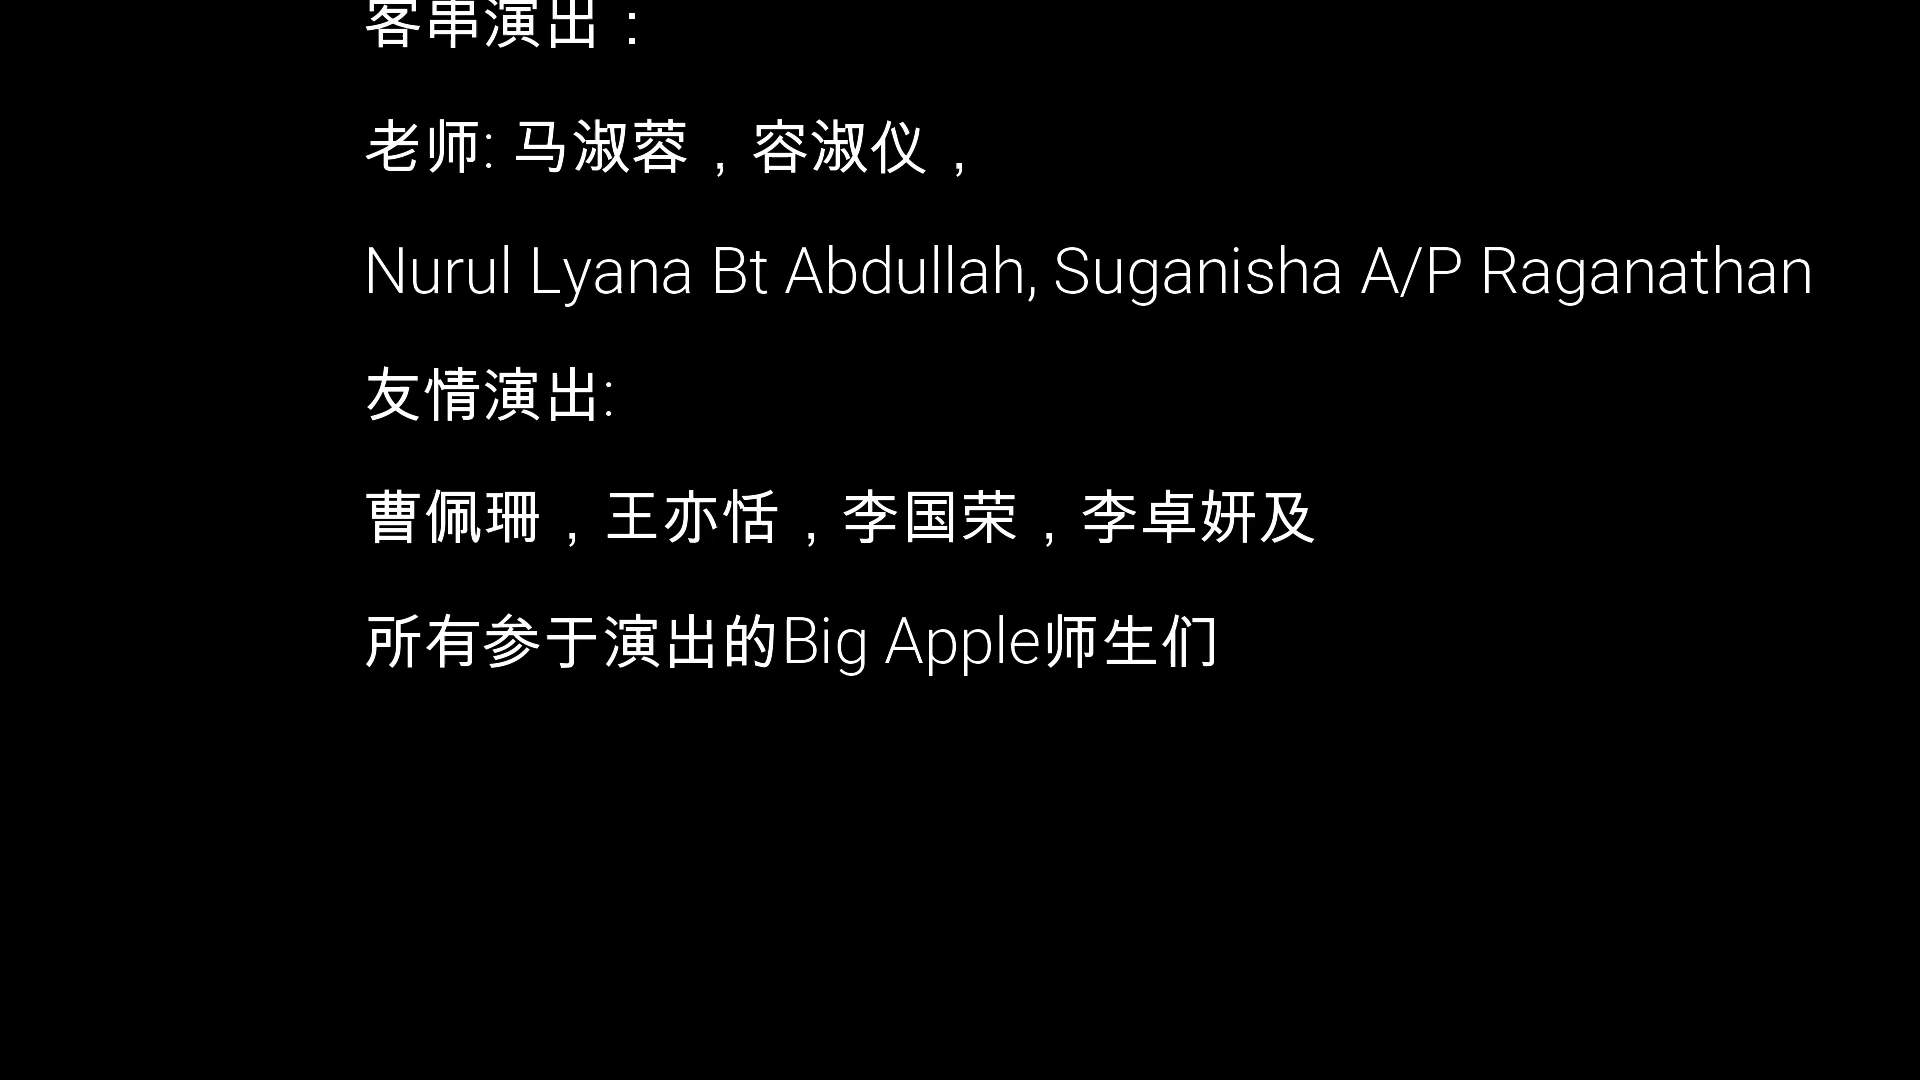 客串演出：
老师: 马淑蓉，容淑仪，
Nurul Lyana Bt Abdullah, Suganisha A/P Raganathan
友情演出:
曹佩珊，王亦恬，李国荣，李卓妍及
所有参于演出的Big Apple师生们